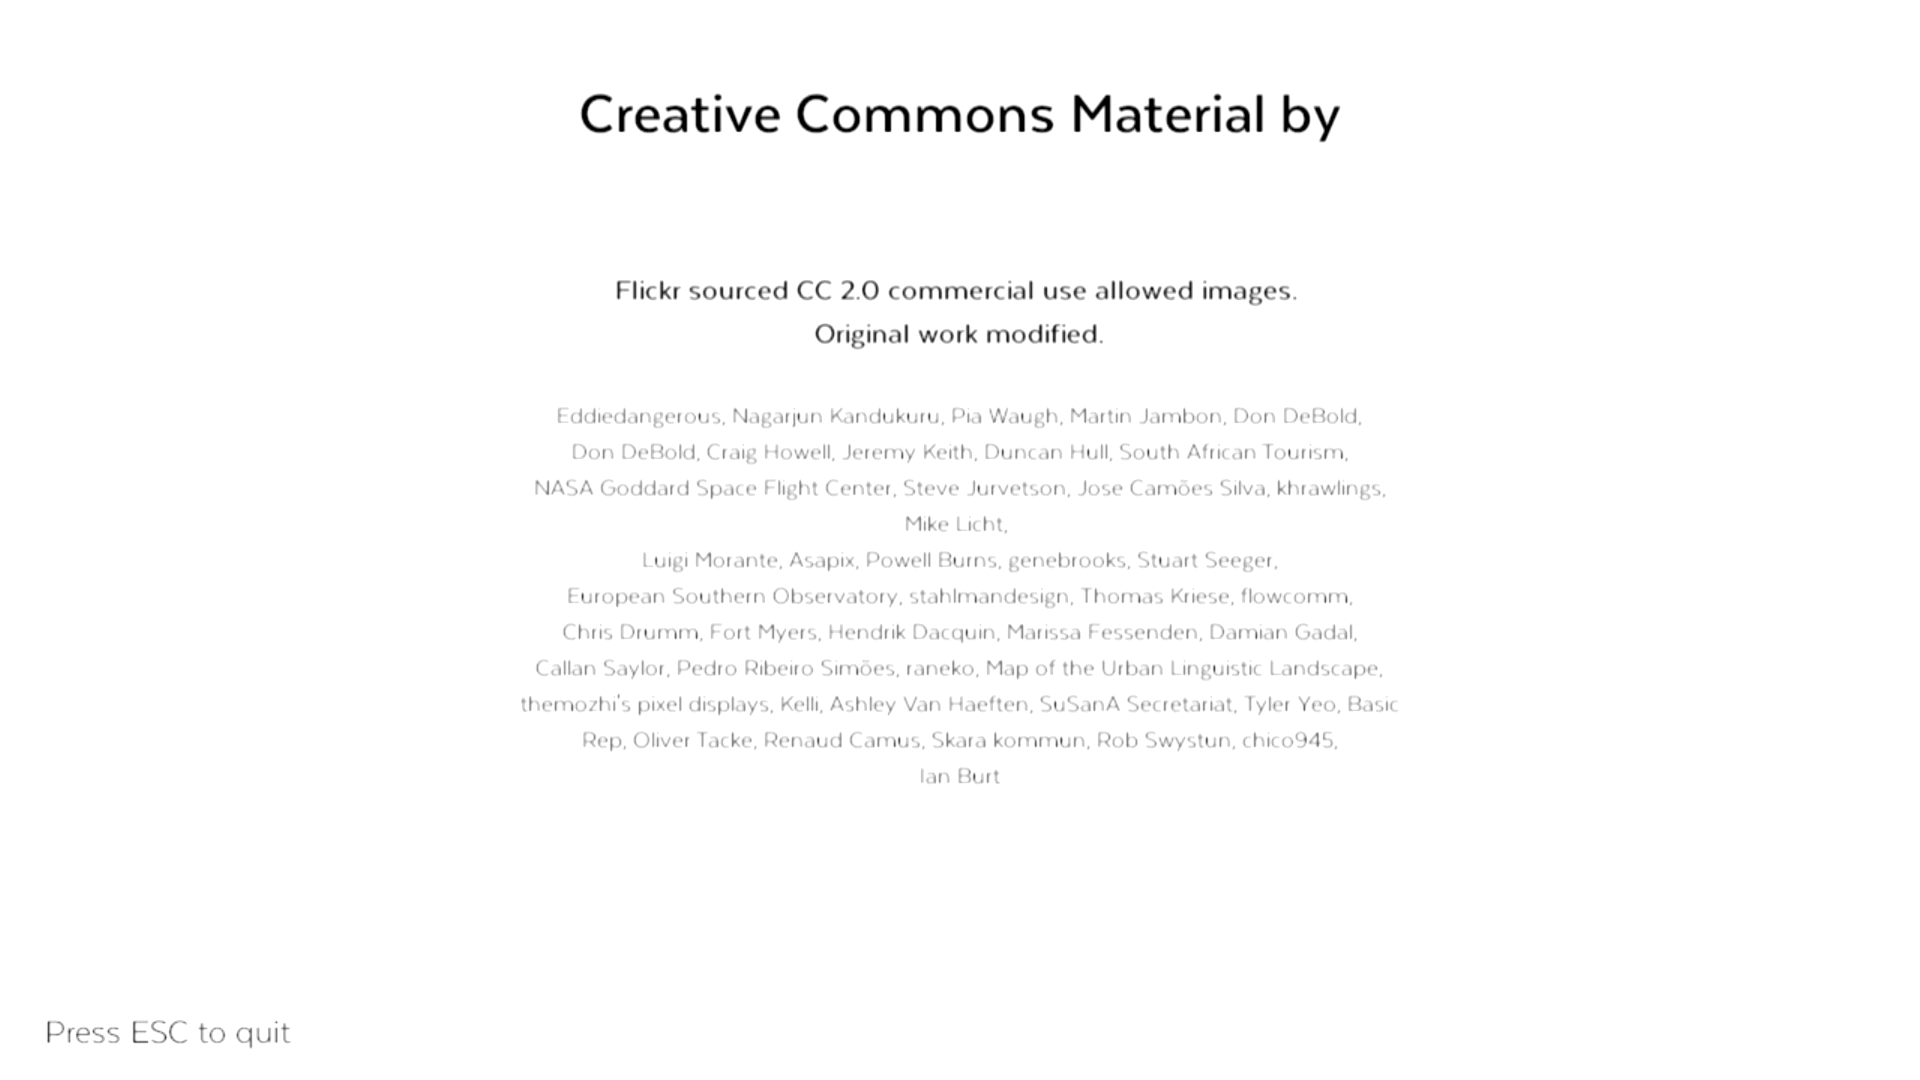 Creative Commons Material by
Flickr sourced CC 2.0 commercial use allowed images.
Original work modified.
Eddiedangerous, Nagarjun Kandukuru, Pia Waugh, Martin Jambon, Don DeBold,
Don DeBold, Craig Howell, Jeremy Keith, Duncan Hull, South African Tourism,
NASA Goddard Space Flight Center, Steve Jurvetson, Jose Camões Silva, khrawlings,
Mike Licht,
Luigi Morante, Asapix, Powell Burns, genebrooks, Stuart Seeger,
European Southern Observatory, stahlmandesign, Thomas Kriese, flowcomm,
Chris Drumm, Fort Myers, Hendrik Dacquin, Marissa Fessenden, Damian Gadal,
Callan Saylor, Pedro Ribeiro Simões, raneko, Map of the Urban Linguistic Landscape,
themozhi's pixel displays, Kelli, Ashley Van Haeften, SuSanA Secretariat, Tyler Yeo, Basic
Rep, Oliver Tacke, Renaud Camus, Skara kommun, Rob Swystun, chico945,
Ian Burt
Press ESC to quit